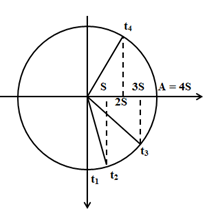 t₄
S 3S A = 4S
2S
t₃
t₁ t₂